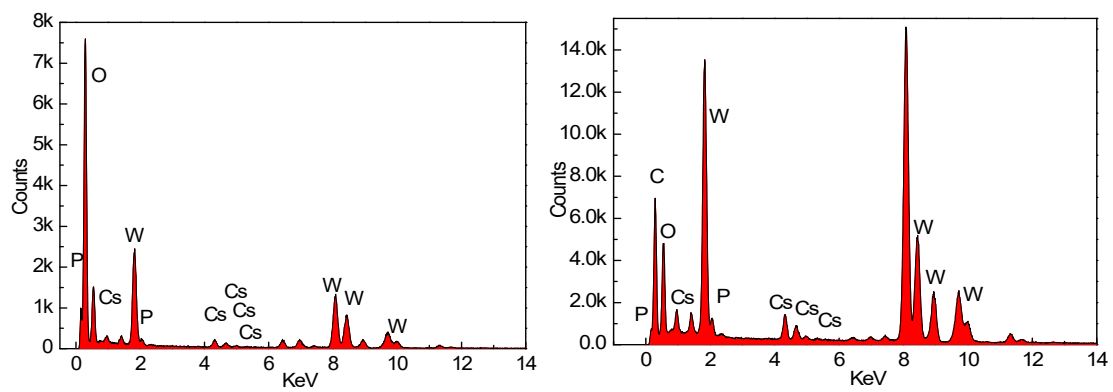 8k
7k
6k
5k
4k
3k
2k
1k
0
Counts
P
O
Cs
W
P
Cs
Cs
Cs
Cs
W
W
W
0 2 4 6 8 10 12 14
KeV
14.0k
12.0k
10.0k
8.0k
6.0k
4.0k
2.0k
0.0
Counts
P
C
O
Cs
W
P
Cs
Cs
Cs
W
W
W
0 2 4 6 8 10 12 14
KeV